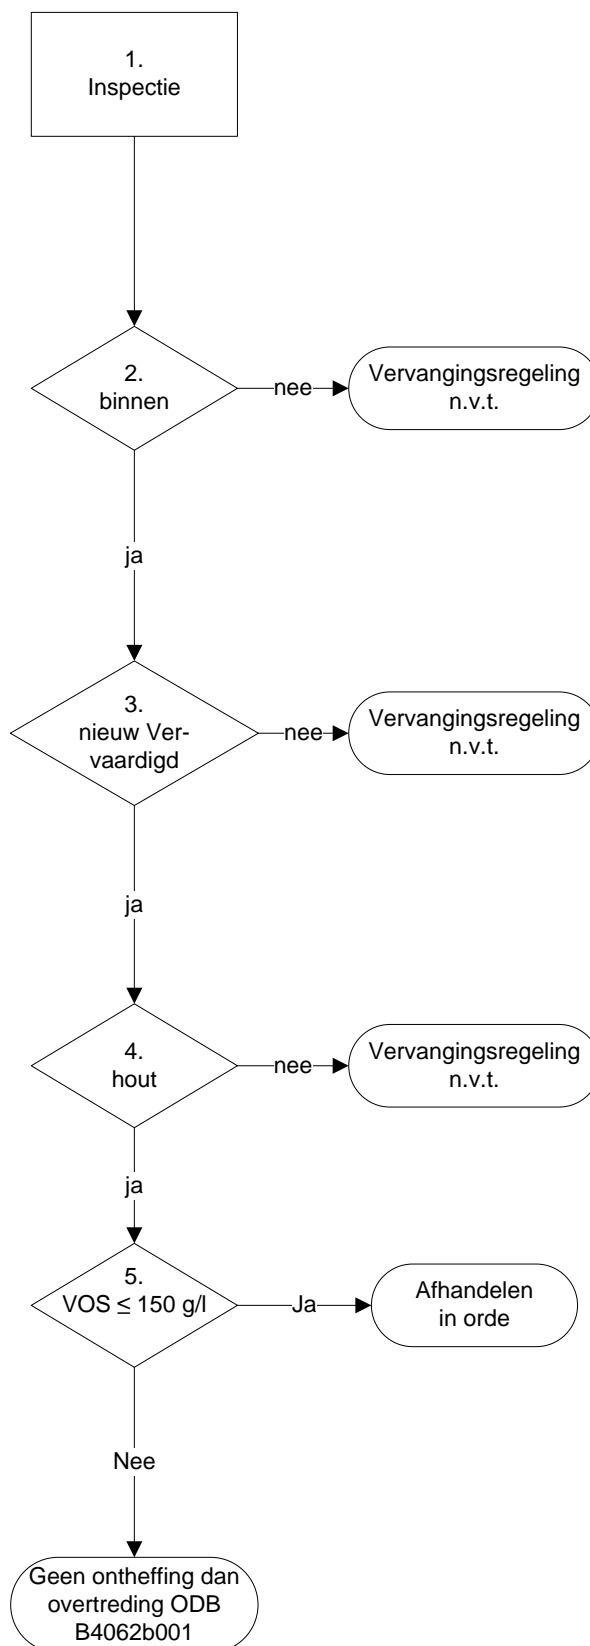 1.
Inspectie
2.
binnen
nee
Vervangingsregeling
n.v.t.
ja
3.
nieuw Ver-
vaardigd
nee
Vervangingsregeling
n.v.t.
ja
4.
hout
nee
Vervangingsregeling
n.v.t.
ja
5.
VOS ≤ 150 g/l
Ja
Afhandelen
in orde
Nee
Geen ontheffing dan
overtreding ODB
B4062b001